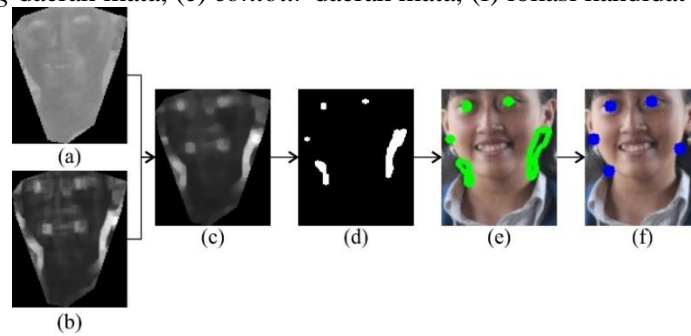 daerah mata, (e) contour daerah mata, (f) lokasi kandidat
(a)
(b)
(c)
(d)
(e)
(f)